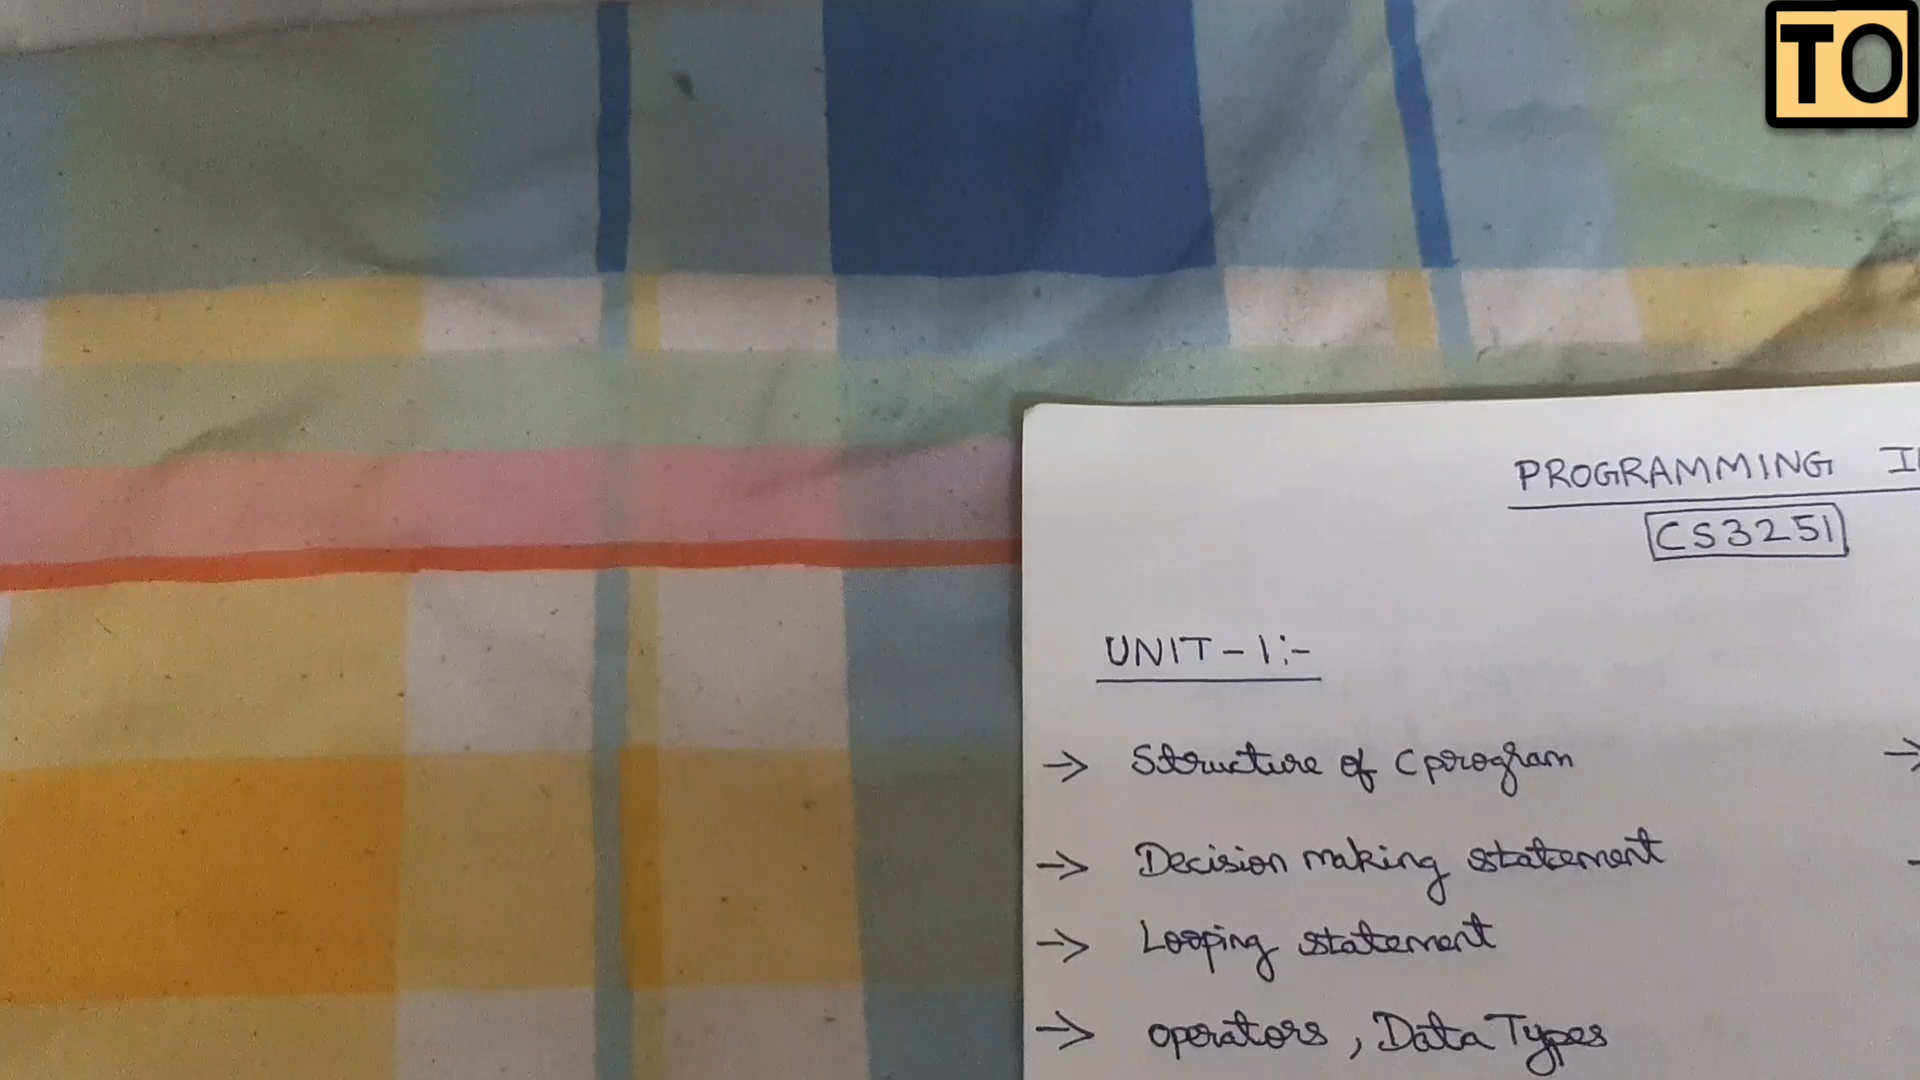 TO
PROGRAMMING
CS3251
UNIT-1:-
→ Structure of C program
→ Decision making statement
→ Looping statement
→ operators, Data Types